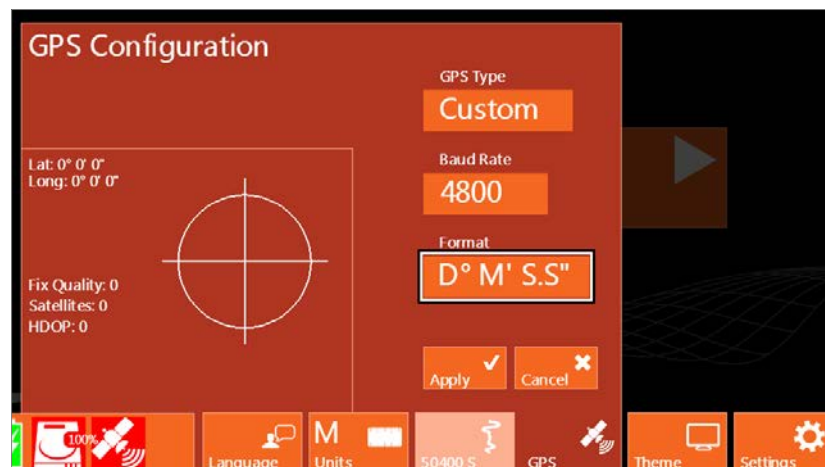 GPS Configuration
GPS Type
Custom
Lat: 0° 0' 0"
Long: 0° 0' 0"
Baud Rate
4800
Format
D° M' S.S"
Fix Quality: 0
Satellites: 0
HDOP: 0
Apply
Cancel
100%
Language
M
Units
50400 S
GPS
Theme
Settings